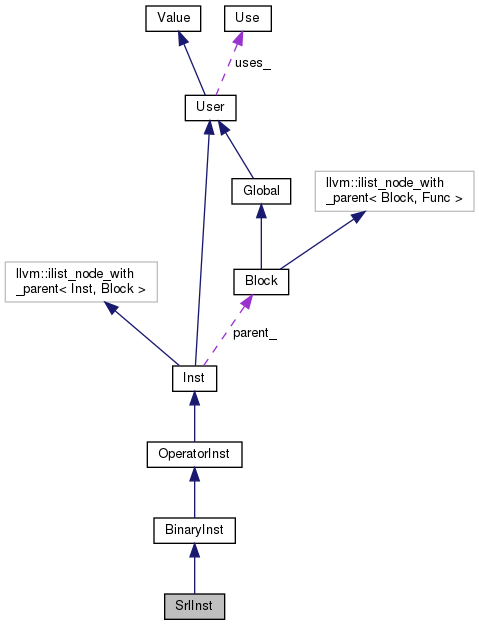 Value
Use
uses_
User
Global
llvm::ilist_node_with
_parent< Block, Func >
llvm::ilist_node_with
_parent< Inst, Block >
Block
parent_
Inst
OperatorInst
BinaryInst
SrlInst